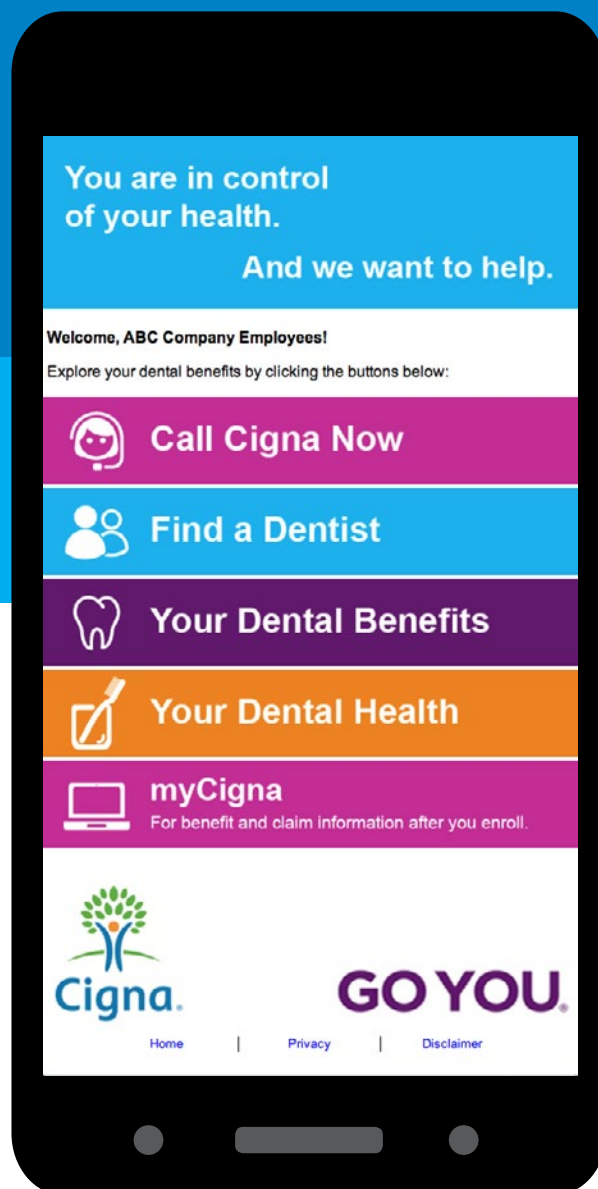 You are in control
of your health.
And we want to help.
Welcome, ABC Company Employees!
Explore your dental benefits by clicking the buttons below:
Call Cigna Now
Find a Dentist
Your Dental Benefits
Your Dental Health
myCigna
For benefit and claim information after you enroll.
Cigna.
GO YOU®
Home | Privacy | Disclaimer